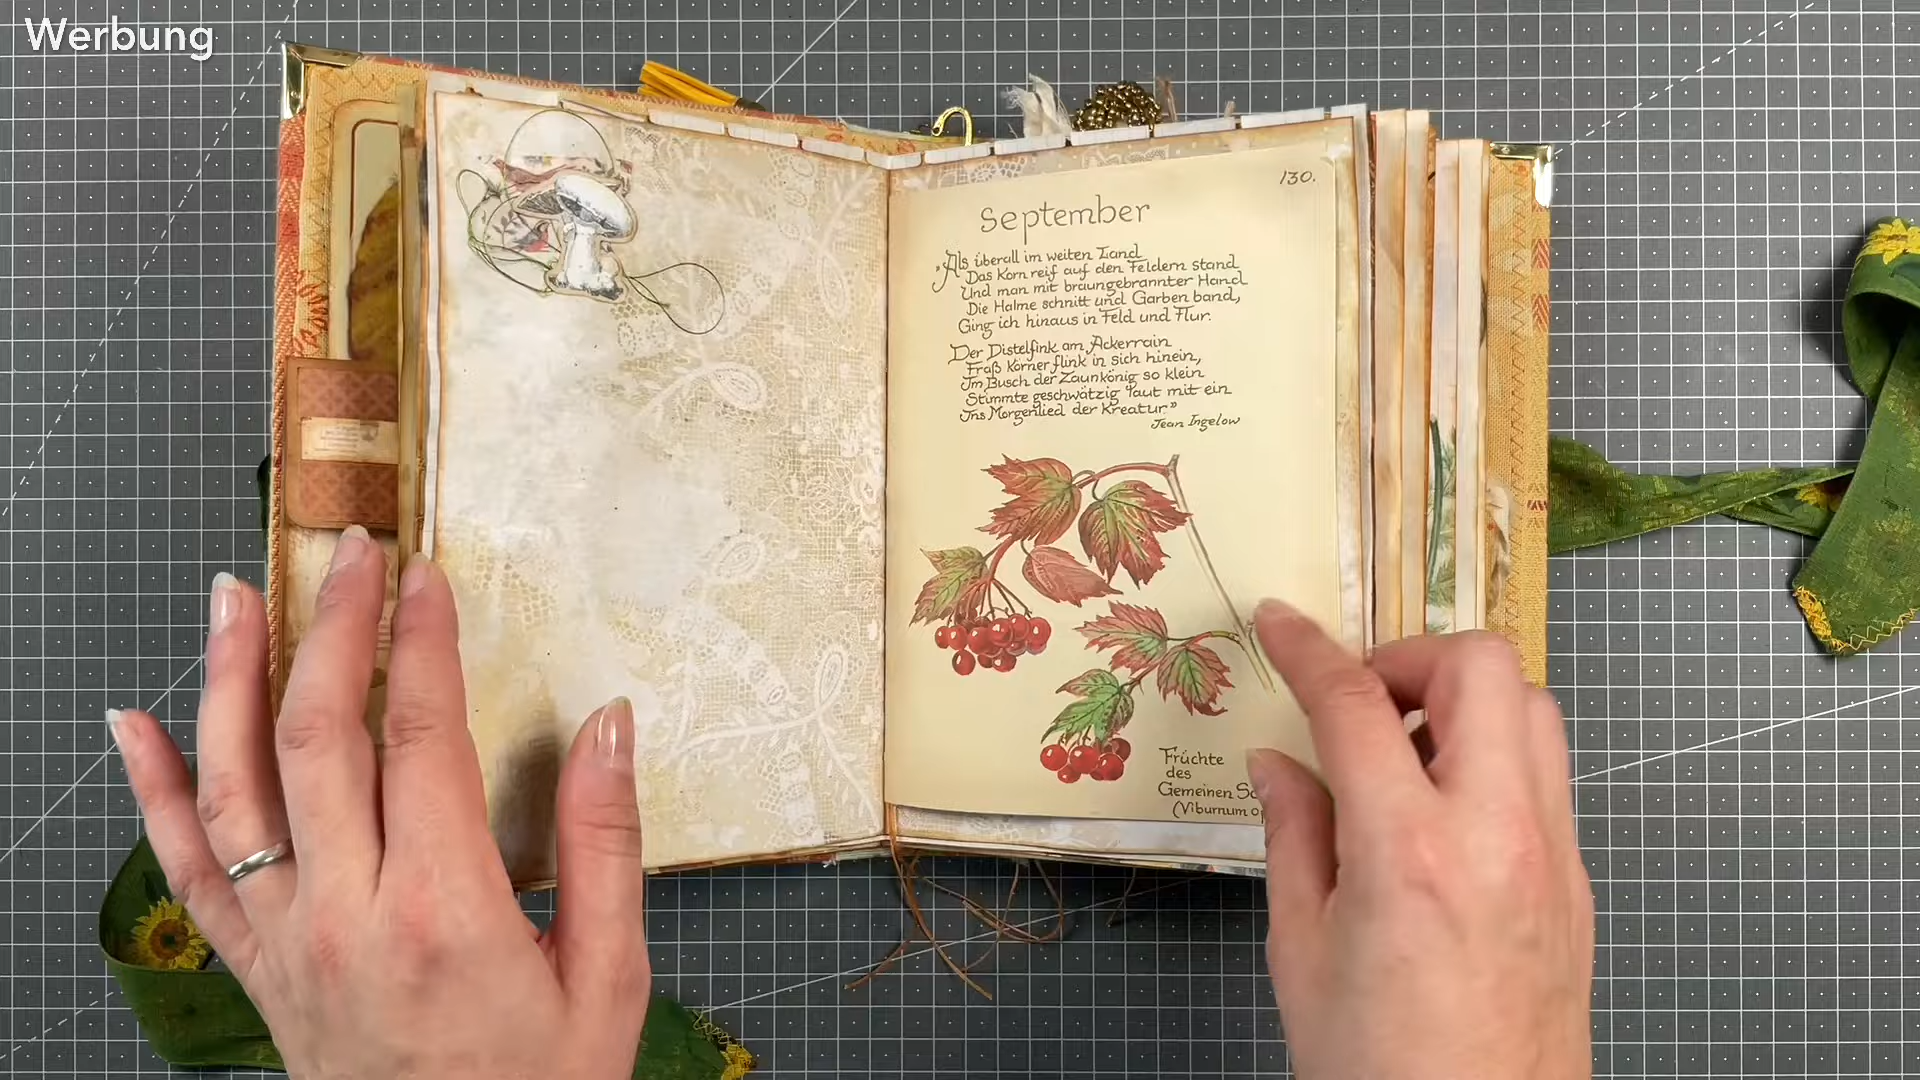 Werbung
130.
September
„Als überall im weiten Land
Das Korn reif auf den Feldern stand
Und man mit braungebrannter Hand
Die Halme schnitt und Garben band,
Ging ich hinaus in Feld und Flur.
Der Distelfink am Ackerrain
Fraß Körner flink in sich hinein,
Im Busch der Zaunkönig so klein
Stimmte geschwätzig laut mit ein
Ins Morgenlied der Kreatur."
Jean Ingelow
Früchte
des
Gemeinen
(Viburnum